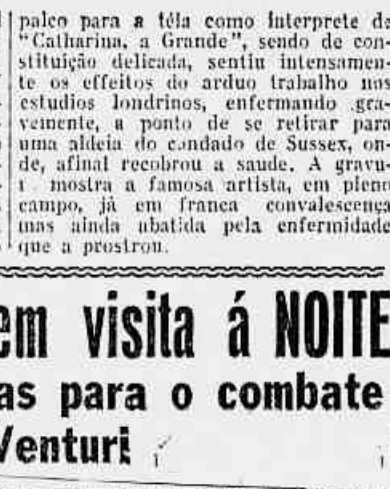 palco para a téla como interprete de
"Catharina, a Grande", sendo de con-
stituição delicada, sentiu intensamen-
te os effeitos do arduo trabalho nos
estudios londrinos, enfermando gra-
vemente, a ponto de se retirar para
uma aldeia do condado de Sussex, on-
de, afinal recobrou a saude. A gravu-
mostra a famosa artista, em pleno
campo, já em franca convalescença
mas ainda abatida pela enfermidade
que a prostrou.
em visita á NOITE
as para o combate
Venturi